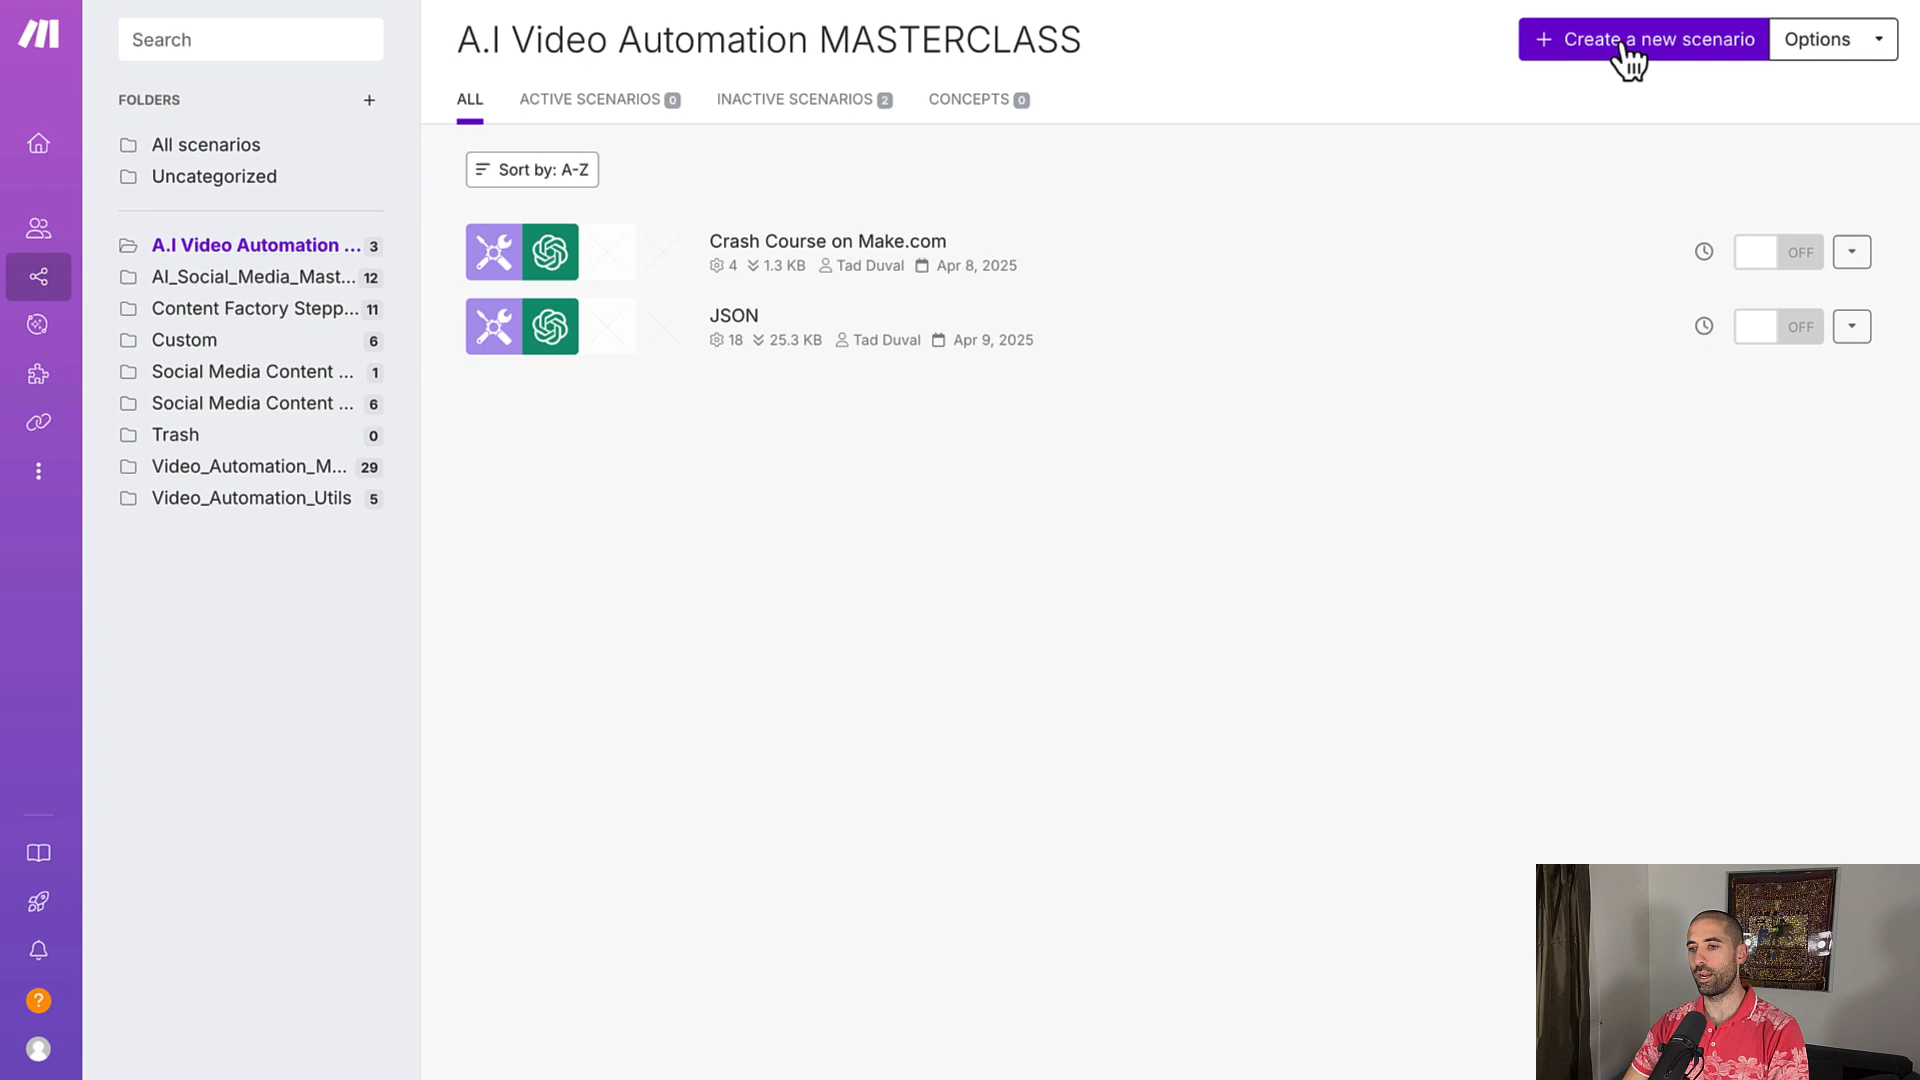 Search
FOLDERS
+
All scenarios
Uncategorized
A.I Video Automation ... 3
AI_Social_Media_Mast... 12
Content Factory Stepp... 11
Custom 6
Social Media Content ... 1
Social Media Content ... 6
Trash 0
Video_Automation_M... 29
Video_Automation_Utils 5
?
A.I Video Automation MASTERCLASS
+ Create a new scenario
Options
ALL
ACTIVE SCENARIOS 0
INACTIVE SCENARIOS 2
CONCEPTS 0
Sort by: A-Z
Crash Course on Make.com
4 1.3 KB Tad Duval Apr 8, 2025
OFF
JSON
18 25.3 KB Tad Duval Apr 9, 2025
OFF